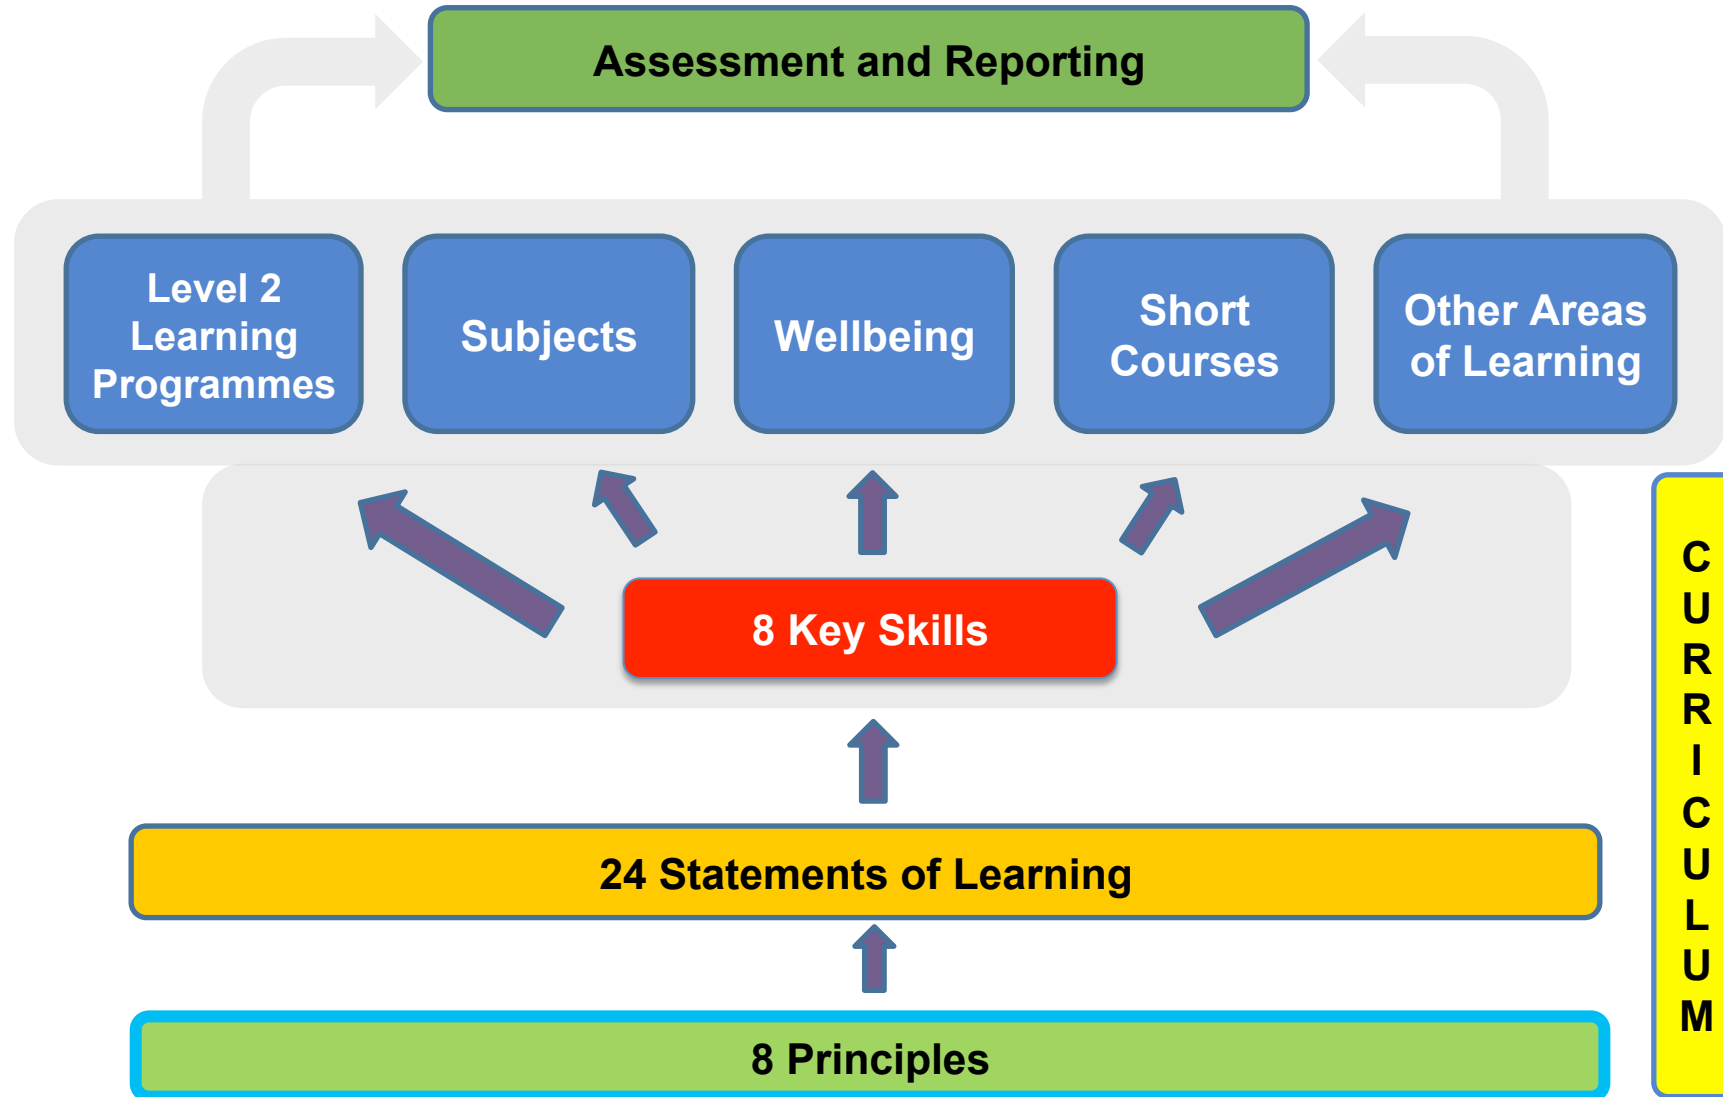 Assessment and Reporting
Level 2
Learning
Programmes
Subjects
Wellbeing
Short
Courses
Other Areas
of Learning
8 Key Skills
24 Statements of Learning
8 Principles
C
U
R
R
I
C
U
L
U
M